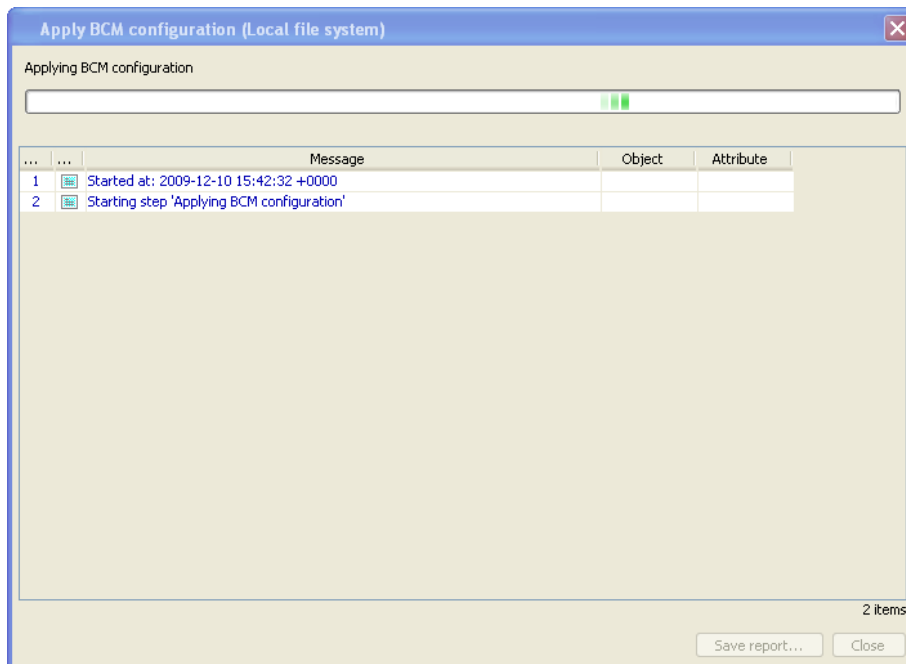 Apply BCM configuration (Local file system)
Applying BCM configuration
... ... Message Object Attribute
1 Started at: 2009-12-10 15:42:32 +0000
2 Starting step 'Applying BCM configuration'
2 items
Save report... Close